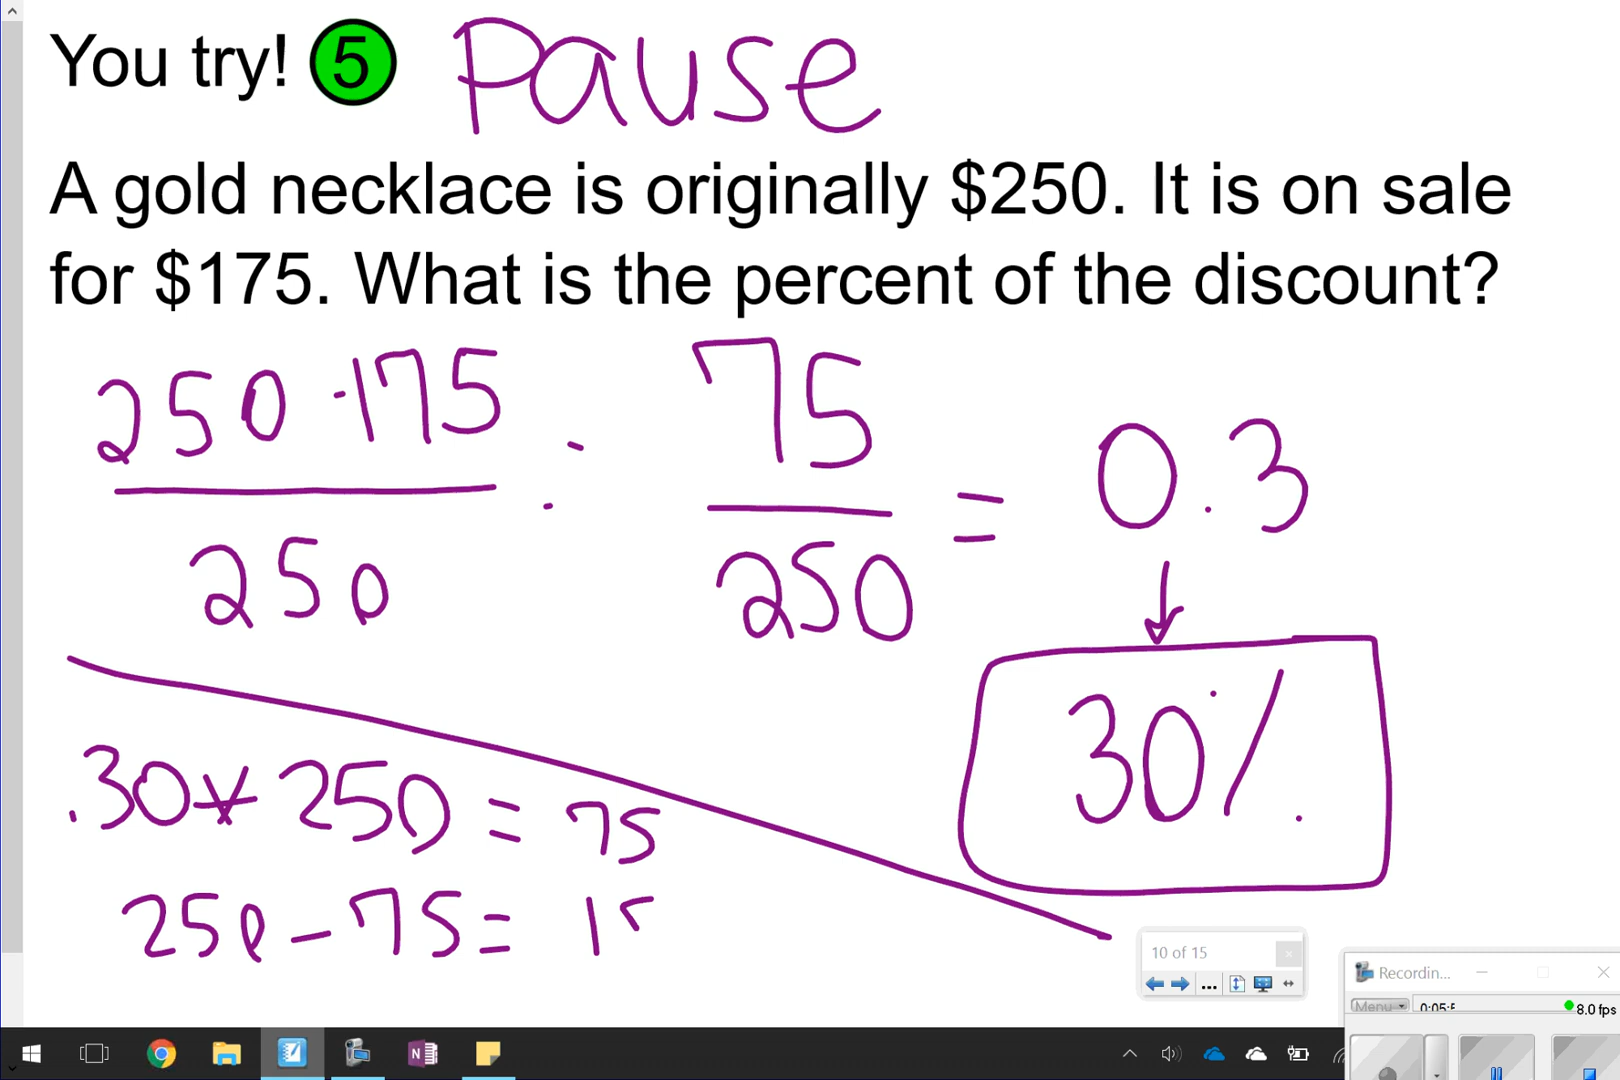 You try! 5 Pause
A gold necklace is originally $250. It is on sale
for $175. What is the percent of the discount?
250 - 175
250
=
75
250
= 0.3
30%
.30 * 250 = 75
250 - 75 =
10 of 15
Recordin...
Menu
8.0 fps